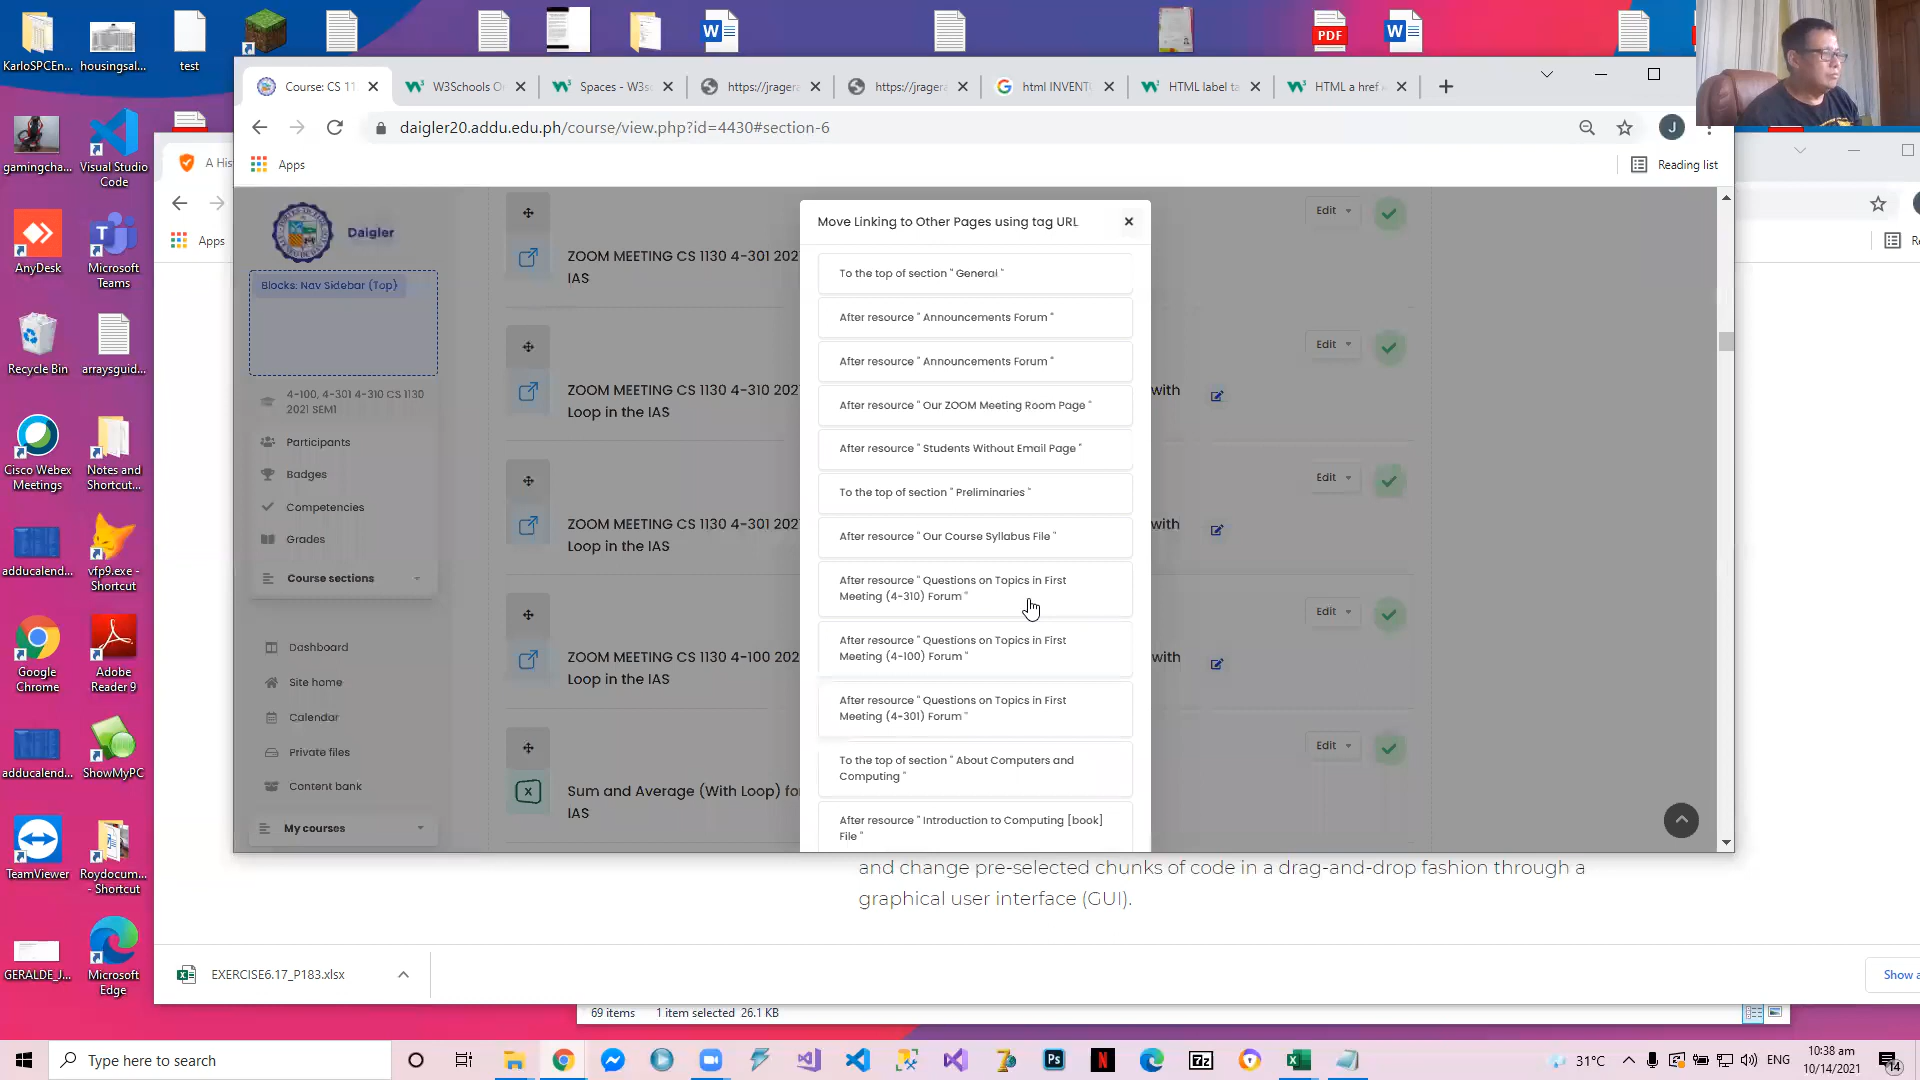 KarloSPCEn...
housingsal...
test
PDF
Course: CS 11
W3Schools O
Spaces - W3s
https://jrager
https://jrager
html INVENT
HTML label ta
HTML a href
daigler20.addu.edu.ph/course/view.php?id=4430#section-6
J
Apps
Reading list
A His
Apps
gamingcha...
Visual Studio
Code
AnyDesk
Microsoft
Teams
Recycle Bin
arraysguid...
Cisco Webex
Meetings
Notes and
Shortcut...
adducalend...
vfp9.exe -
Shortcut
Google
Chrome
Adobe
Reader 9
adducalend...
ShowMyPC
TeamViewer
Roydocum...
- Shortcut
GERALDE_J...
Microsoft
Edge
Daigler
Blocks: Nav Sidebar (Top)
4-100, 4-301 4-310 CS 1130
2021 SEM1
Participants
Badges
Competencies
Grades
Course sections
Dashboard
Site home
Calendar
Private files
Content bank
My courses
ZOOM MEETING CS 1130 4-301 202
IAS
Edit
ZOOM MEETING CS 1130 4-310 202
Loop in the IAS
with
Edit
ZOOM MEETING CS 1130 4-301 202
Loop in the IAS
with
Edit
ZOOM MEETING CS 1130 4-100 202
Loop in the IAS
with
Edit
Sum and Average (With Loop) fo
IAS
Edit
Move Linking to Other Pages using tag URL
To the top of section " General "
After resource " Announcements Forum "
After resource " Announcements Forum "
After resource " Our ZOOM Meeting Room Page "
After resource " Students Without Email Page "
To the top of section " Preliminaries "
After resource " Our Course Syllabus File "
After resource " Questions on Topics in First
Meeting (4-310) Forum "
After resource " Questions on Topics in First
Meeting (4-100) Forum "
After resource " Questions on Topics in First
Meeting (4-301) Forum "
To the top of section " About Computers and
Computing "
After resource " Introduction to Computing [book]
File "
and change pre-selected chunks of code in a drag-and-drop fashion through a
graphical user interface (GUI).
EXERCISE6.17_P183.xlsx
Show a
69 items
1 item selected 26.1 KB
Type here to search
31°C
ENG
10:38 am
10/14/2021
14